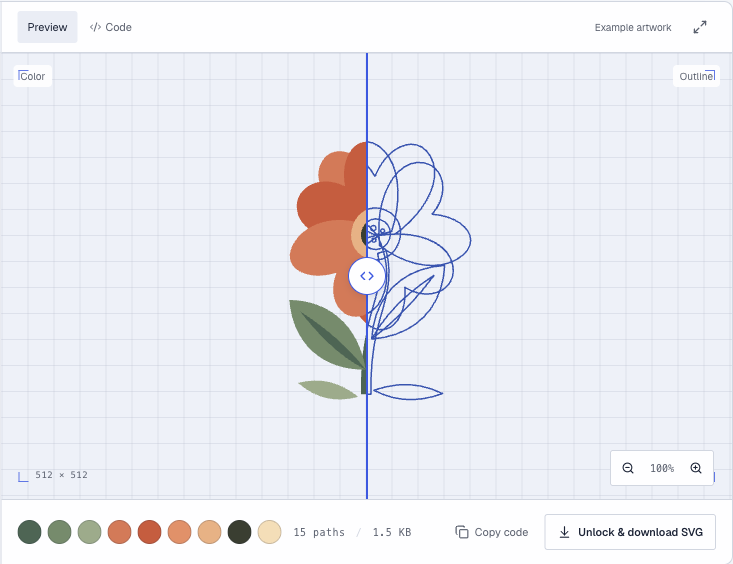 Preview
Code
Example artwork
Color
Outline
512 × 512
100%
15 paths / 1.5 KB
Copy code
Unlock & download SVG